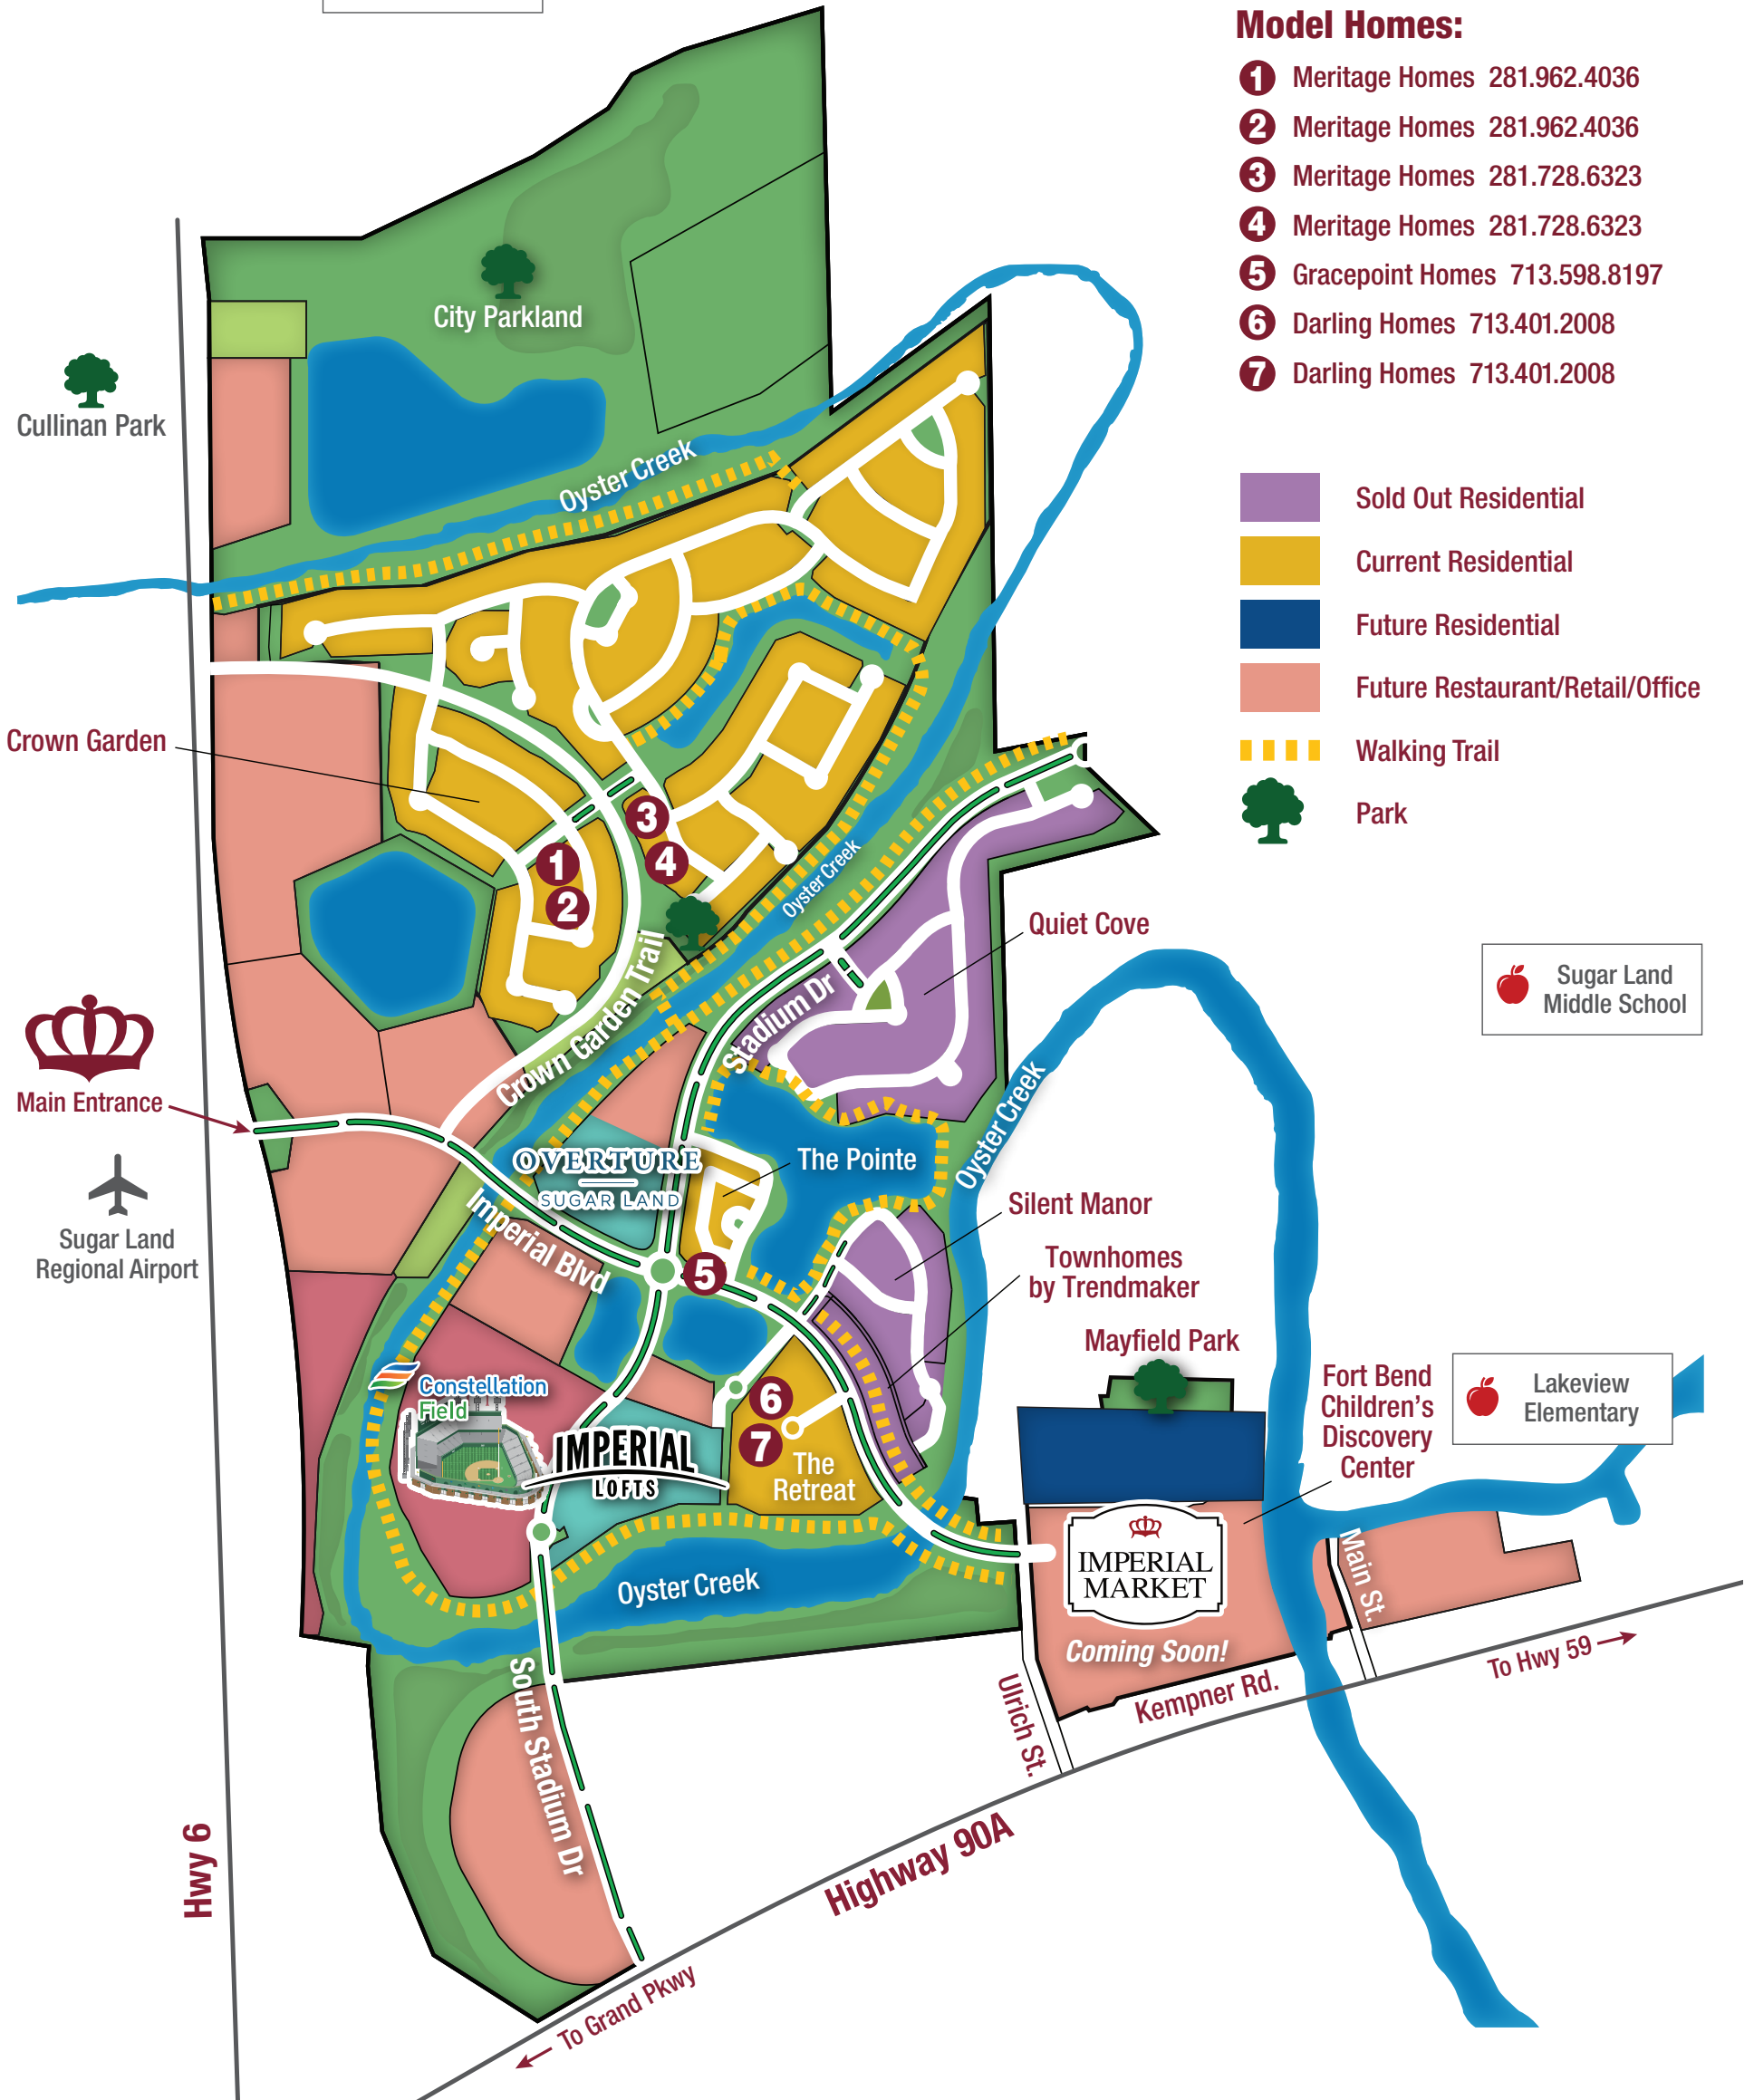 Model Homes:
1 Meritage Homes 281.962.4036
2 Meritage Homes 281.962.4036
3 Meritage Homes 281.728.6323
4 Meritage Homes 281.728.6323
5 Gracepoint Homes 713.598.8197
6 Darling Homes 713.401.2008
7 Darling Homes 713.401.2008
Sold Out Residential
Current Residential
Future Residential
Future Restaurant/Retail/Office
Walking Trail
Park
City Parkland
Cullinan Park
Oyster Creek
Crown Garden
3
1
4
2
Oyster Creek
Quiet Cove
Crown Garden Trail
Stadium Dr
Sugar Land
Middle School
Main Entrance
Oyster Creek
OVERTURE
SUGAR LAND
The Pointe
Imperial Blvd
Silent Manor
Sugar Land
Regional Airport
5
Townhomes
by Trendmaker
Mayfield Park
Constellation
Field
6
7
The
Retreat
IMPERIAL
LOFTS
Fort Bend
Children's
Discovery
Center
Lakeview
Elementary
IMPERIAL
MARKET
Coming Soon!
Main St.
Oyster Creek
South Stadium Dr
Ulrich St.
Kempner Rd.
To Hwy 59
Hwy 6
Highway 90A
To Grand Pkwy